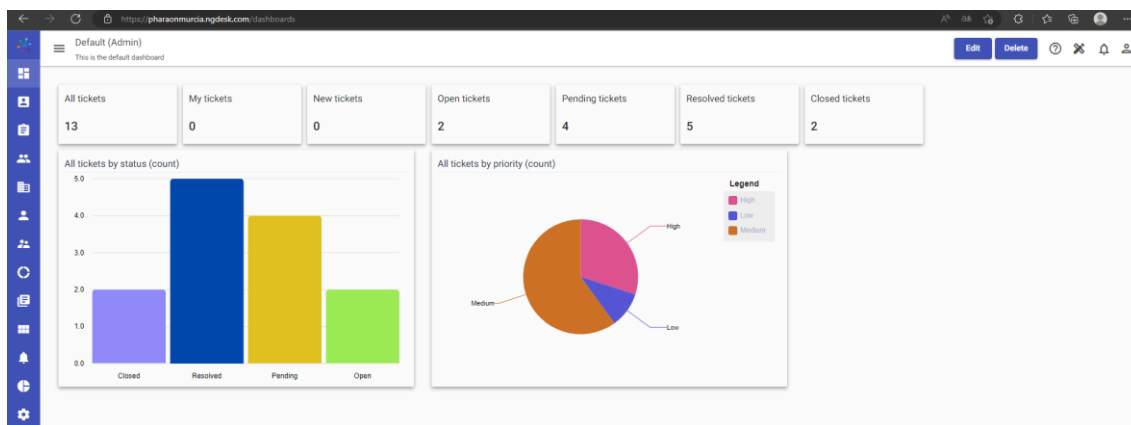 https://pharaonmurcia.ngdesk.com/dashboards
Default (Admin)
This is the default dashboard
Edit
Delete
All tickets
13
My tickets
0
New tickets
0
Open tickets
2
Pending tickets
4
Resolved tickets
5
Closed tickets
2
All tickets by status (count)
5.0
4.0
3.0
2.0
1.0
0.0
Closed
Resolved
Pending
Open
All tickets by priority (count)
High
Medium
Low
Legend
High
Low
Medium